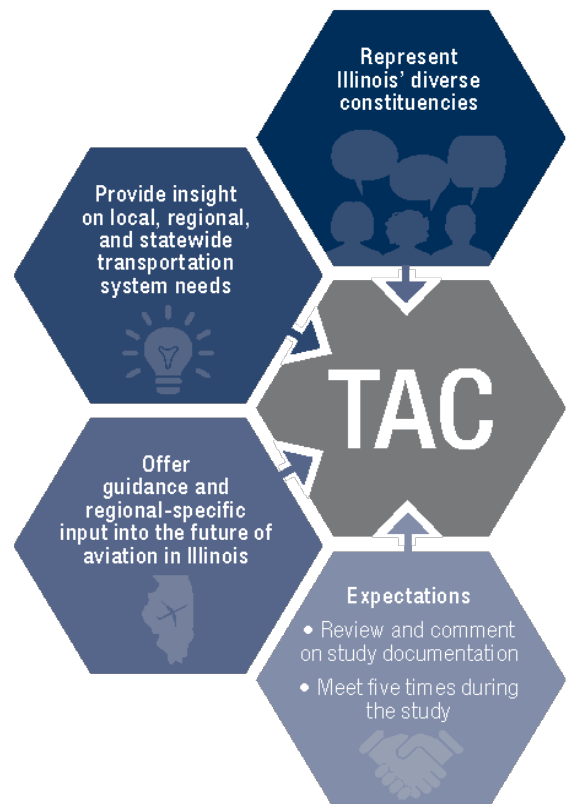 Represent
Illinois' diverse
constituencies
Provide insight
on local, regional,
and statewide
transportation
system needs
TAC
Offer
guidance and
regional-specific
input into the future of
aviation in Illinois
Expectations
• Review and comment
on study documentation
• Meet five times during
the study